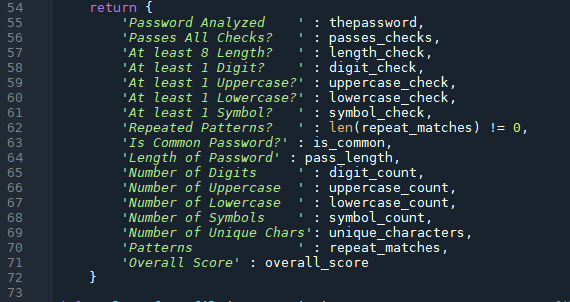 54 return {
55 'Password Analyzed    ' : thepassword,
56 'Passes All Checks?   ' : passes_checks,
57 'At least 8 Length?   ' : length_check,
58 'At least 1 Digit?    ' : digit_check,
59 'At least 1 Uppercase?' : uppercase_check,
60 'At least 1 Lowercase?' : lowercase_check,
61 'At least 1 Symbol?   ' : symbol_check,
62 'Repeated Patterns?   ' : len(repeat_matches) != 0,
63 'Is Common Password?' : is_common,
64 'Length of Password' : pass_length,
65 'Number of Digits     ' : digit_count,
66 'Number of Uppercase  ' : uppercase_count,
67 'Number of Lowercase  ' : lowercase_count,
68 'Number of Symbols    ' : symbol_count,
69 'Number of Unique Chars': unique_characters,
70 'Patterns             ' : repeat_matches,
71 'Overall Score' : overall_score
72 }
73